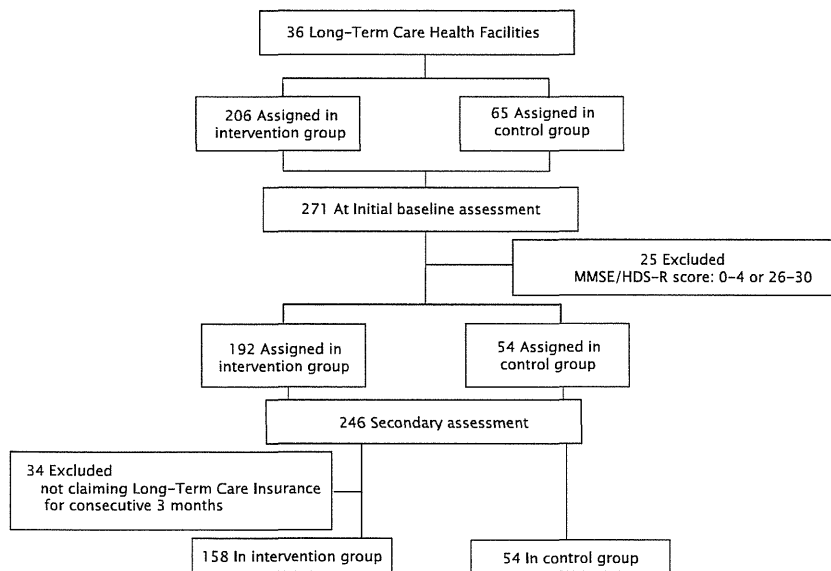 36 Long-Term Care Health Facilities
206 Assigned in
intervention group
65 Assigned in
control group
271 At Initial baseline assessment
25 Excluded
MMSE/HDS-R score: 0-4 or 26-30
192 Assigned in
intervention group
54 Assigned in
control group
246 Secondary assessment
34 Excluded
not claiming Long-Term Care Insurance
for consecutive 3 months
158 In intervention group
54 In control group